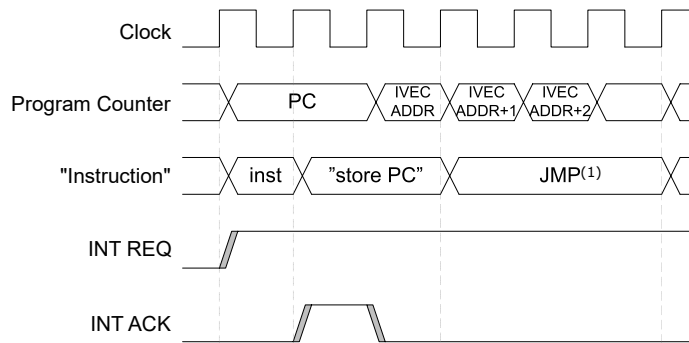 Clock
Program Counter
PC
IVEC
ADDR
IVEC
ADDR+1
IVEC
ADDR+2
"Instruction"
inst
”store PC”
JMP(1)
INT REQ
INT ACK